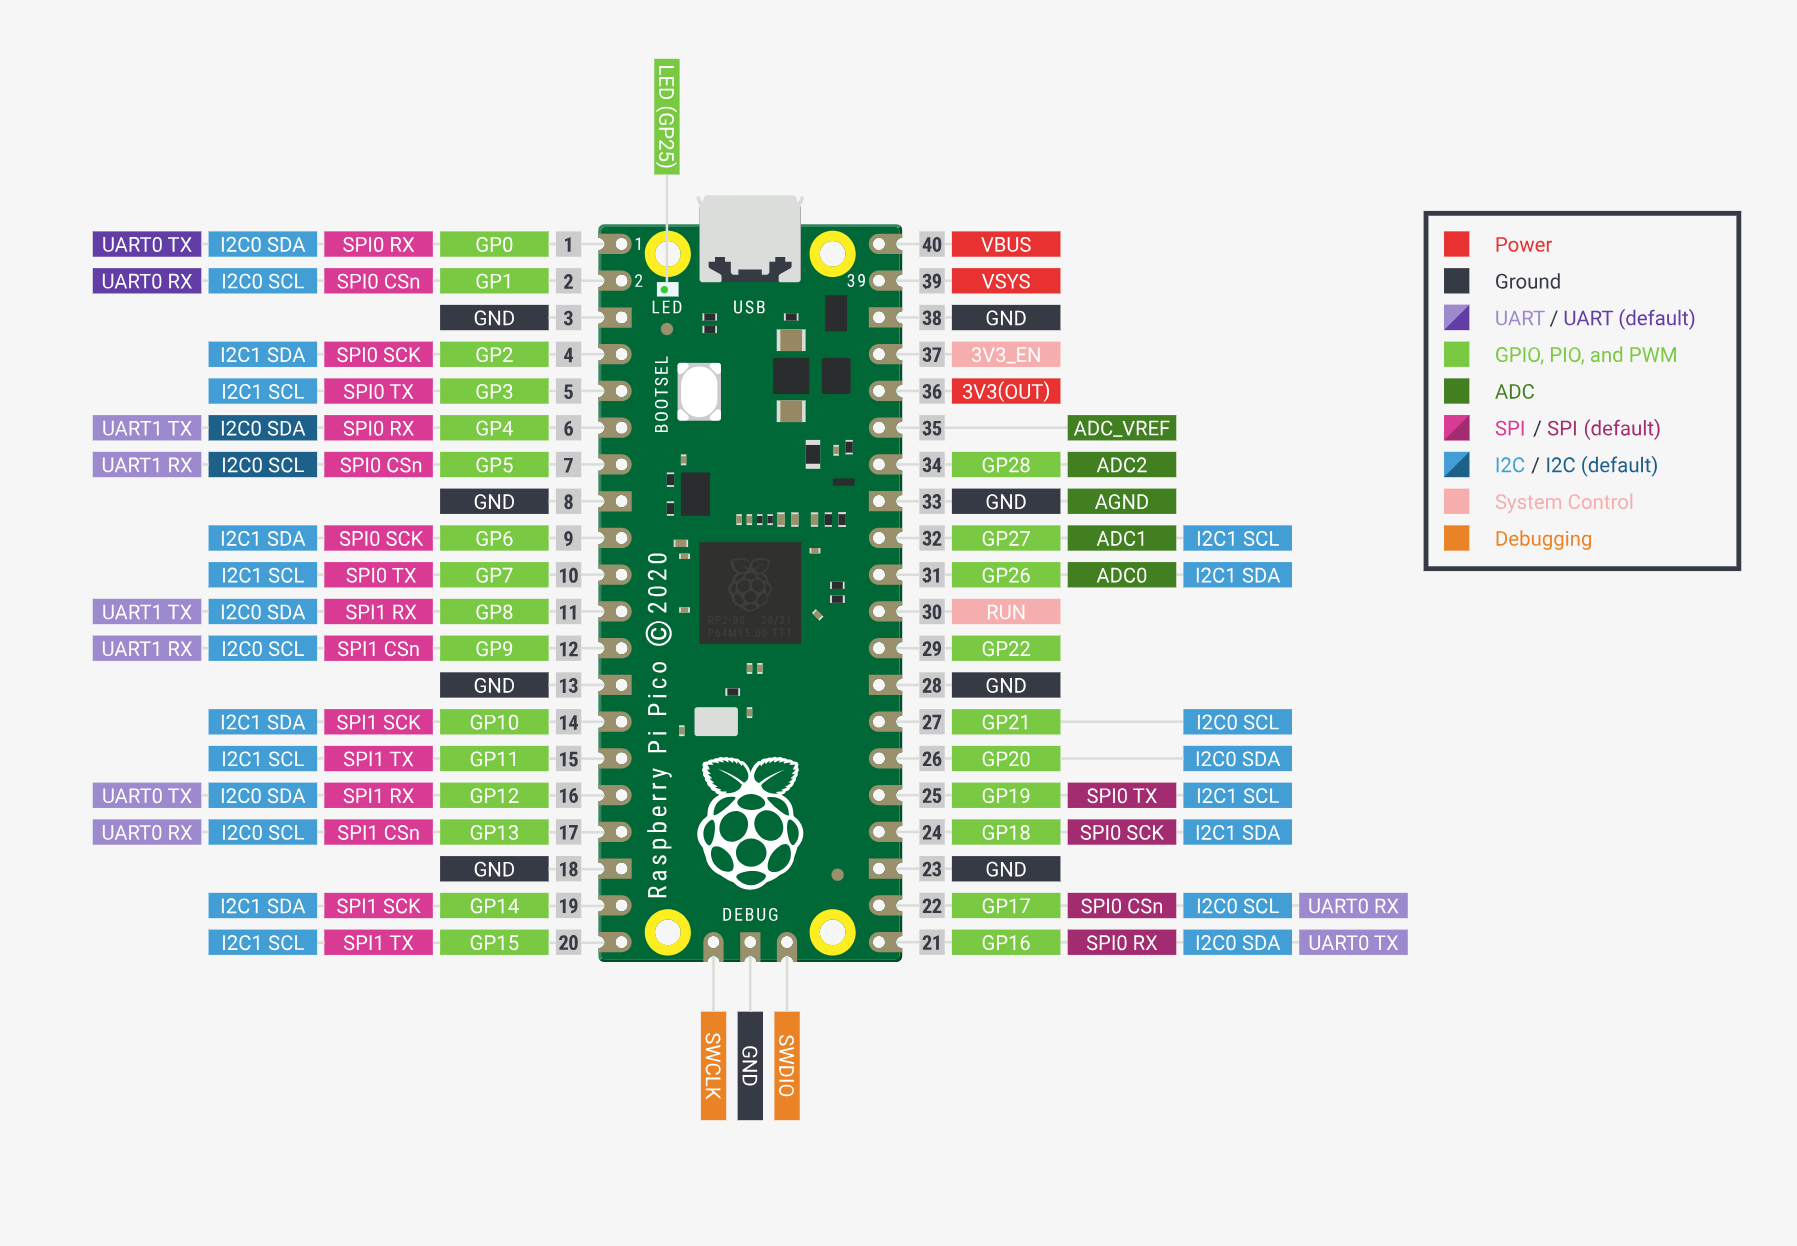 LED (GP25)
UART0 TX I2C0 SDA SPI0 RX GP0 1 1 40 VBUS
UART0 RX I2C0 SCL SPI0 CSn GP1 2 2 39 39 VSYS
LED USB
GND 3 38 GND
I2C1 SDA SPI0 SCK GP2 4 37 3V3_EN
I2C1 SCL SPI0 TX GP3 5 36 3V3(OUT)
BOOTSEL
UART1 TX I2C0 SDA SPI0 RX GP4 6 35 ADC_VREF
UART1 RX I2C0 SCL SPI0 CSn GP5 7 34 GP28 ADC2
GND 8 33 GND AGND
I2C1 SDA SPI0 SCK GP6 9 32 GP27 ADC1 I2C1 SCL
I2C1 SCL SPI0 TX GP7 10 31 GP26 ADC0 I2C1 SDA
UART1 TX I2C0 SDA SPI1 RX GP8 11 30 RUN
UART1 RX I2C0 SCL SPI1 CSn GP9 12 29 GP22
GND 13 28 GND
I2C1 SDA SPI1 SCK GP10 14 27 GP21 I2C0 SCL
I2C1 SCL SPI1 TX GP11 15 26 GP20 I2C0 SDA
UART0 TX I2C0 SDA SPI1 RX GP12 16 25 GP19 SPI0 TX I2C1 SCL
UART0 RX I2C0 SCL SPI1 CSn GP13 17 24 GP18 SPI0 SCK I2C1 SDA
GND 18 23 GND
I2C1 SDA SPI1 SCK GP14 19 22 GP17 SPI0 CSn I2C0 SCL UART0 RX
I2C1 SCL SPI1 TX GP15 20 21 GP16 SPI0 RX I2C0 SDA UART0 TX
Raspberry Pi Pico ©2020
DEBUG
SWCLK
GND
SWDIO
Power
Ground
UART / UART (default)
GPIO, PIO, and PWM
ADC
SPI / SPI (default)
I2C / I2C (default)
System Control
Debugging